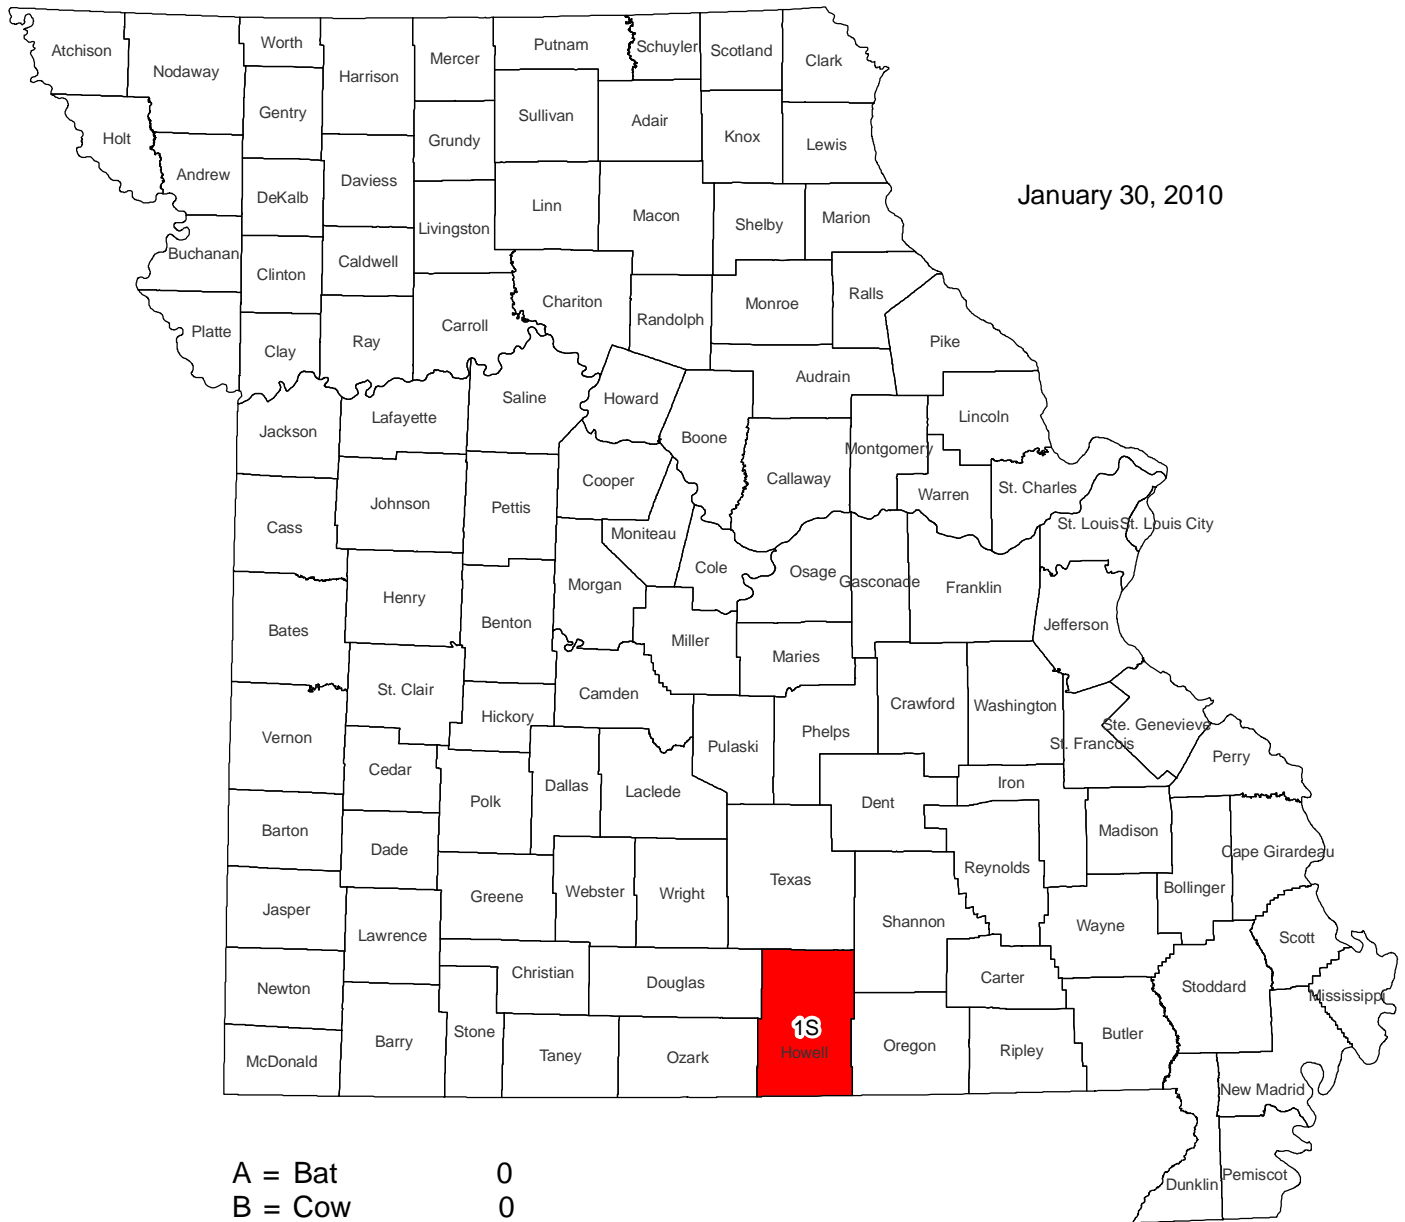 Atchison
Nodaway
Worth
Harrison
Mercer
Putnam
Schuyler
Scotland
Clark
Holt
Gentry
Grundy
Sullivan
Adair
Knox
Lewis
Andrew
DeKalb
Daviess
Livingston
Linn
Macon
Shelby
Marion
January 30, 2010
Buchanan
Clinton
Caldwell
Chariton
Randolph
Monroe
Ralls
Platte
Clay
Ray
Carroll
Pike
Audrain
Jackson
Lafayette
Saline
Howard
Boone
Lincoln
Montgomery
Callaway
Cooper
Warren
St. Charles
Cass
Johnson
Pettis
Moniteau
St. Louis
St. Louis City
Cole
Osage
Gasconade
Franklin
Bates
Henry
Benton
Morgan
Miller
Maries
Jefferson
St. Clair
Camden
Crawford
Washington
Vernon
Hickory
Pulaski
Phelps
Ste. Genevieve
St. Francois
Perry
Cedar
Polk
Dallas
Laclede
Dent
Iron
Barton
Dade
Madison
Cape Girardeau
Jasper
Greene
Webster
Wright
Texas
Reynolds
Bollinger
Lawrence
Shannon
Wayne
Scott
Newton
Christian
Douglas
Carter
Stoddard
Mississippi
McDonald
Barry
Stone
Taney
Ozark
1S
Howell
Oregon
Ripley
Butler
New Madrid
Dunklin
Pemiscot
A = Bat 0
B = Cow 0